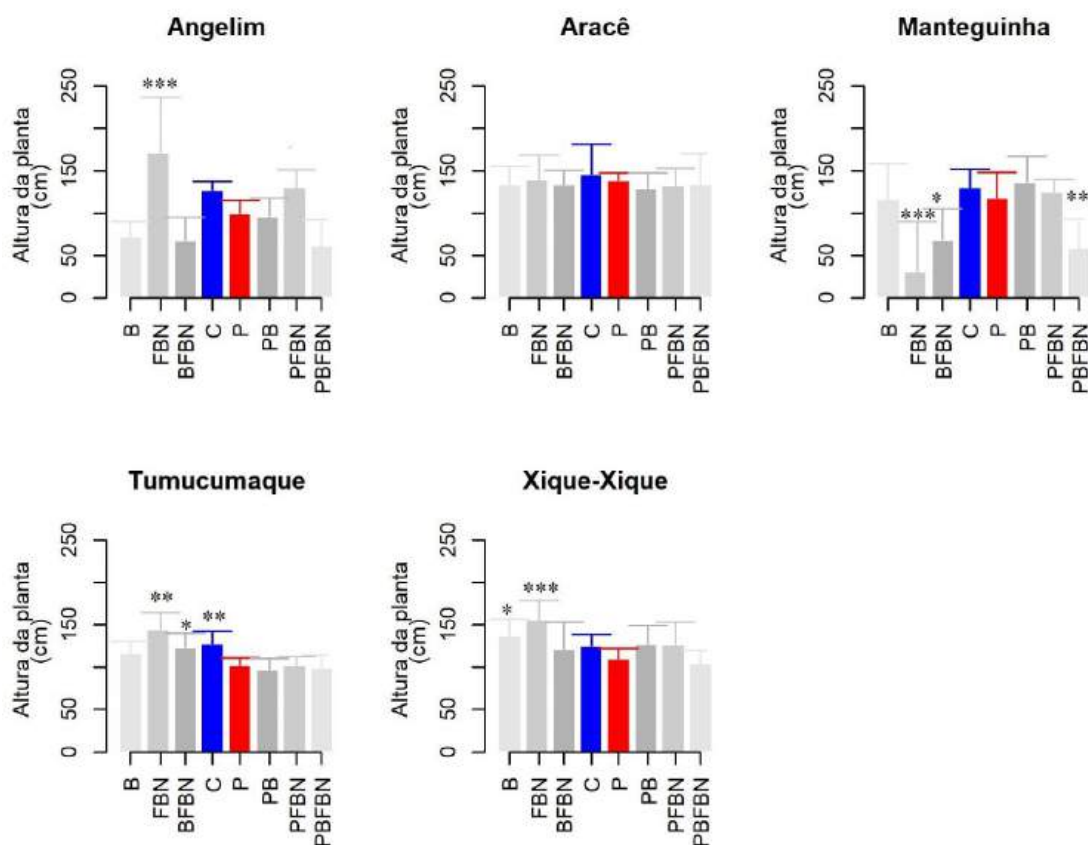 Angelim
Altura da planta
(cm)
250
150
50
0
***
B
FBN
BFBN
C
P
PB
PFBN
PBFBN
Aracê
Altura da planta
(cm)
250
150
50
0
B
FBN
BFBN
C
P
PB
PFBN
PBFBN
Manteguinha
Altura da planta
(cm)
250
150
50
0
***
*
**
B
FBN
BFBN
C
P
PB
PFBN
PBFBN
Tumucumaque
Altura da planta
(cm)
250
150
50
0
**
*
**
B
FBN
BFBN
C
P
PB
PFBN
PBFBN
Xique-Xique
Altura da planta
(cm)
250
150
50
0
*
***
B
FBN
BFBN
C
P
PB
PFBN
PBFBN